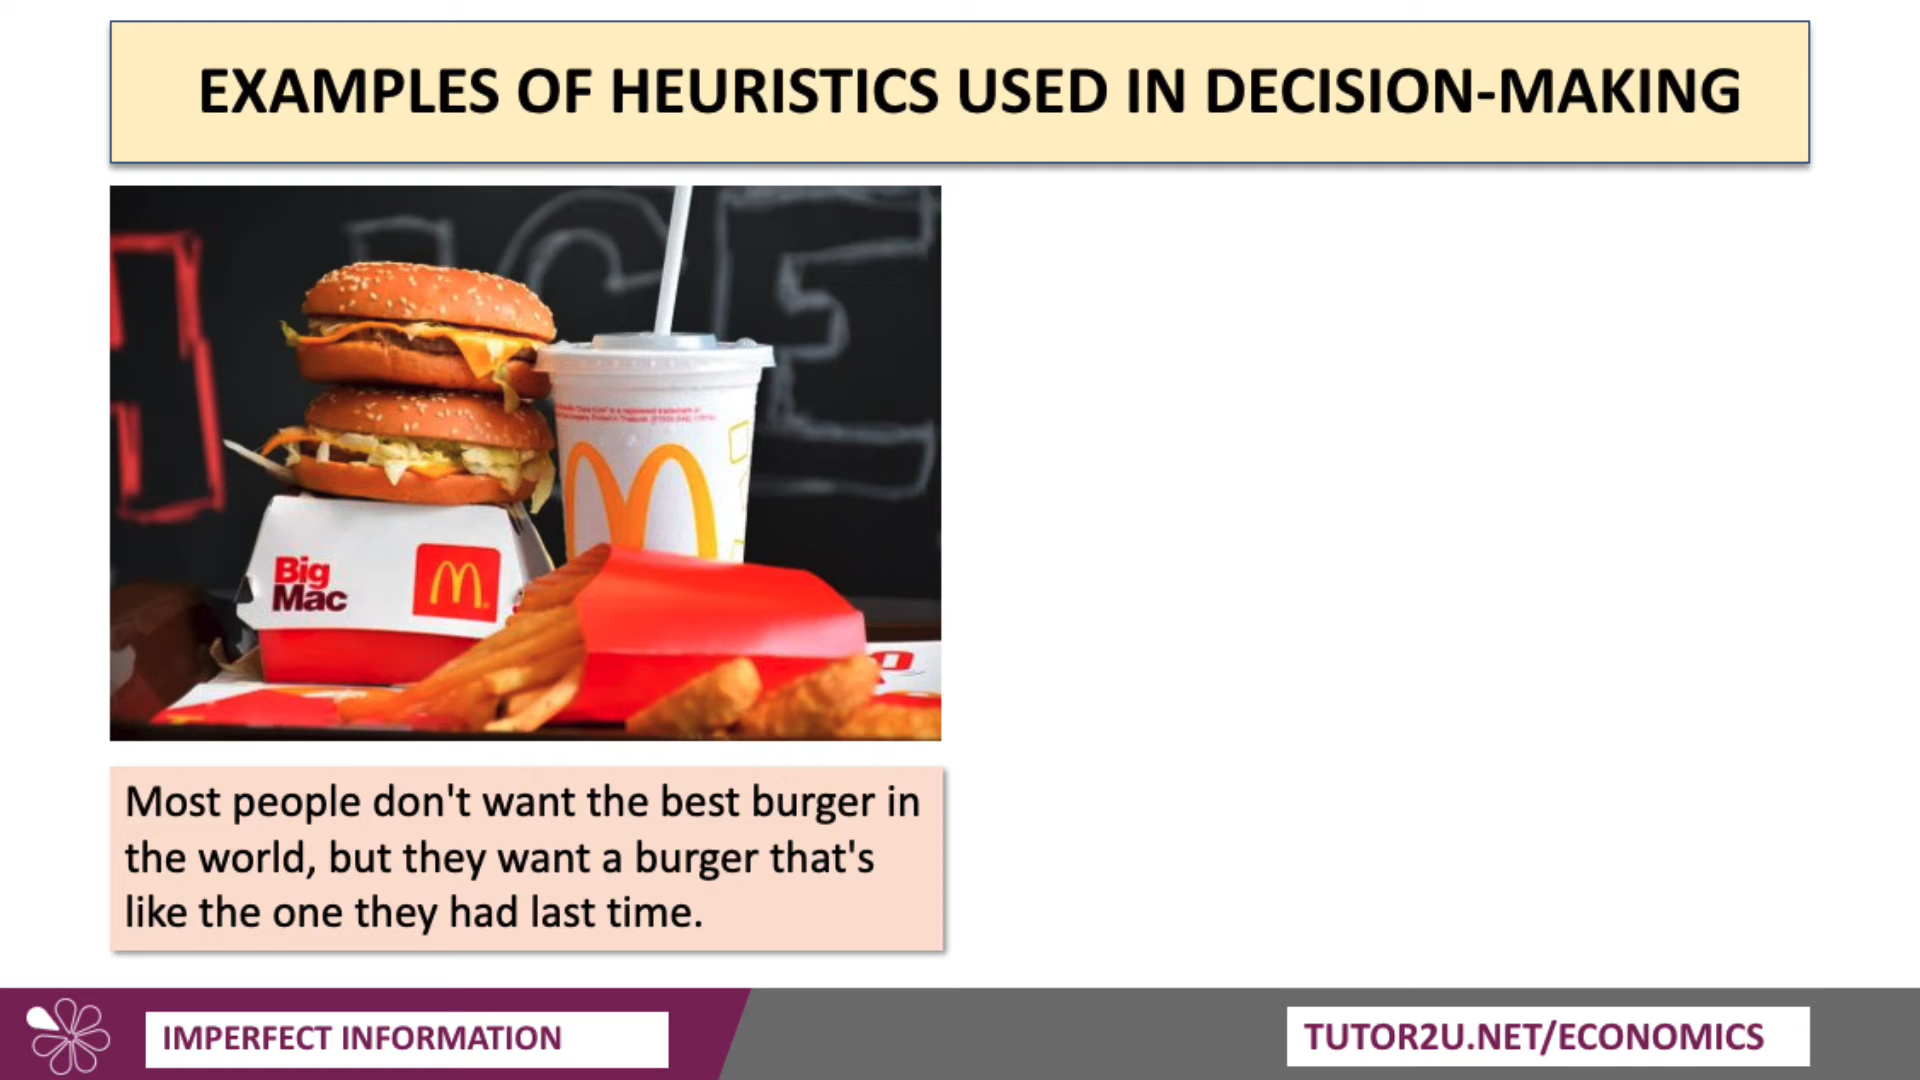 EXAMPLES OF HEURISTICS USED IN DECISION-MAKING
Big
Mac
Most people don't want the best burger in
the world, but they want a burger that's
like the one they had last time.
IMPERFECT INFORMATION
TUTOR2U.NET/ECONOMICS